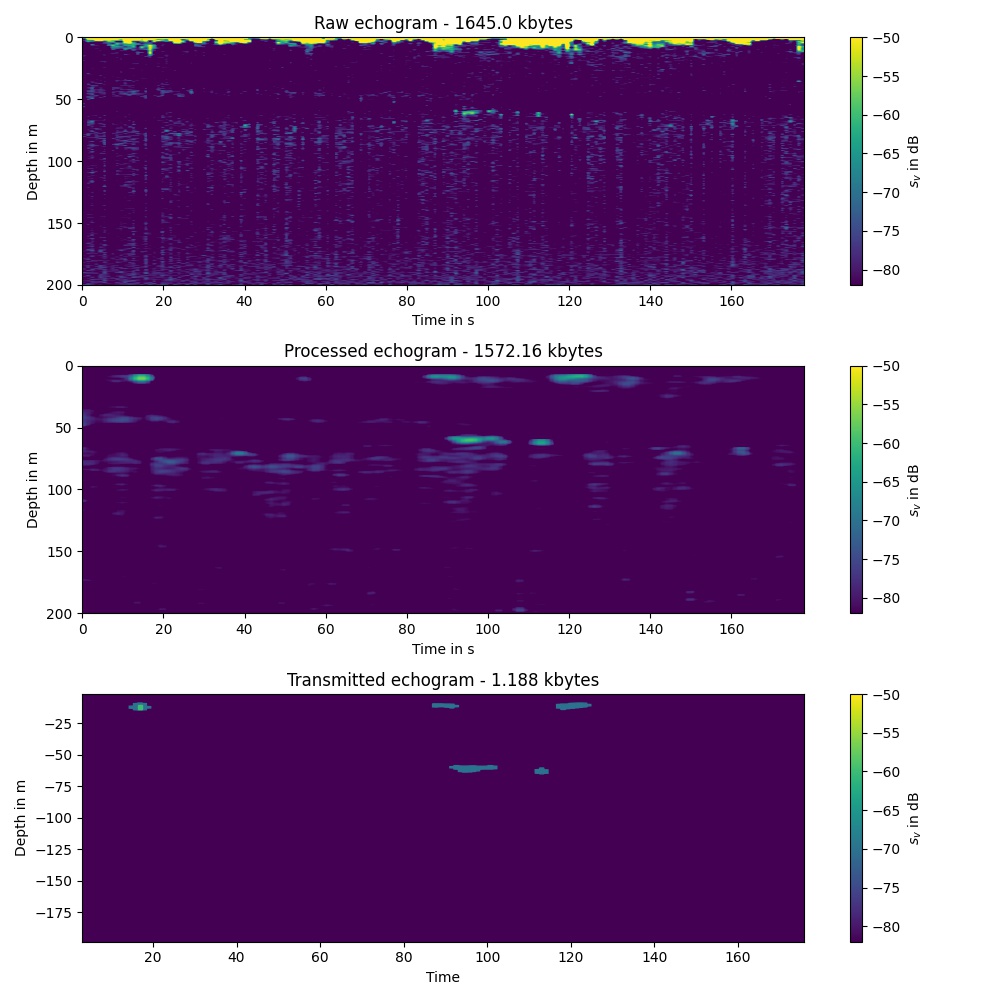 Raw echogram - 1645.0 kbytes
0
50
100
150
200
Depth in m
0 20 40 60 80 100 120 140 160
Time in s
−50
−55
−60
−65
−70
−75
−80
sv in dB
Processed echogram - 1572.16 kbytes
0
50
100
150
200
Depth in m
0 20 40 60 80 100 120 140 160
Time in s
−50
−55
−60
−65
−70
−75
−80
sv in dB
Transmitted echogram - 1.188 kbytes
−25
−50
−75
−100
−125
−150
−175
Depth in m
20 40 60 80 100 120 140 160
Time
−50
−55
−60
−65
−70
−75
−80
sv in dB